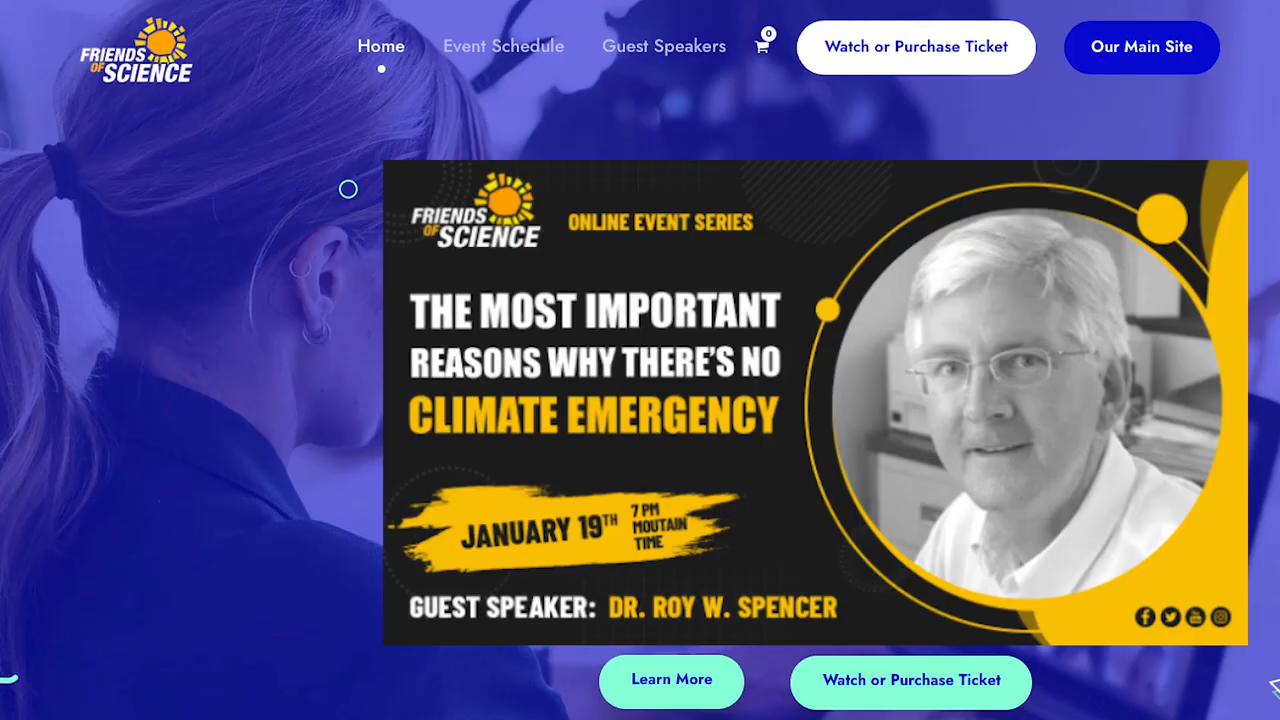 FRIENDS
OF SCIENCE
Home
Event Schedule
Guest Speakers
0
Watch or Purchase Ticket
Our Main Site
FRIENDS
OF SCIENCE
ONLINE EVENT SERIES
THE MOST IMPORTANT
REASONS WHY THERE'S NO
CLIMATE EMERGENCY
JANUARY 19TH
7 PM
MOUTAIN
TIME
GUEST SPEAKER: DR. ROY W. SPENCER
Learn More
Watch or Purchase Ticket